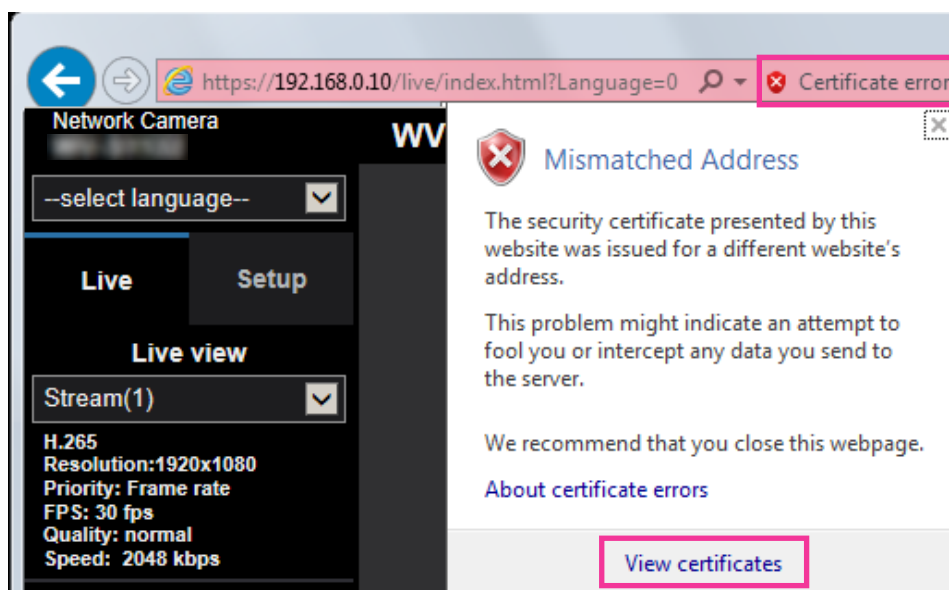 https://192.168.0.10/live/index.html?Language=0
Certificate error
Network Camera
WV
--select language--
Live
Setup
Live view
Stream(1)
H.265
Resolution:1920x1080
Priority: Frame rate
FPS: 30 fps
Quality: normal
Speed: 2048 kbps
Mismatched Address
The security certificate presented by this
website was issued for a different website's
address.
This problem might indicate an attempt to
fool you or intercept any data you send to
the server.
We recommend that you close this webpage.
About certificate errors
View certificates